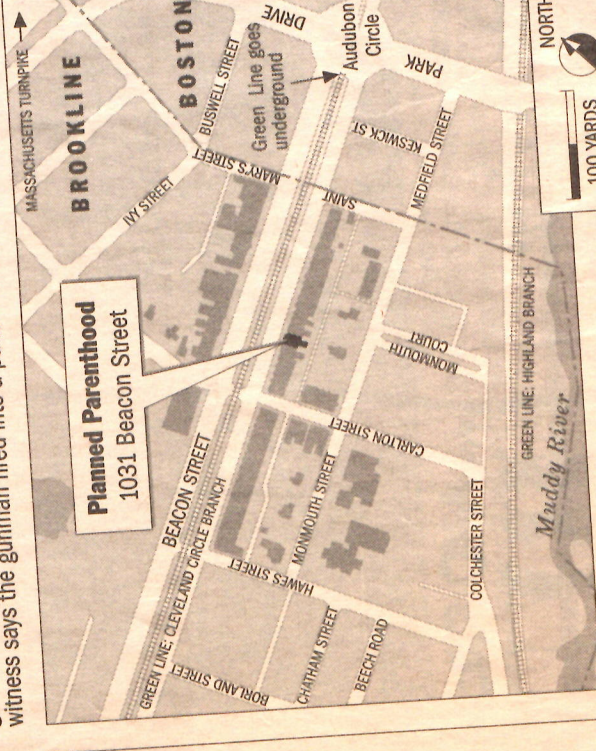 witness says the gunman fired into a
MASSACHUSETTS TURNPIKE
BROOKLINE
BOSTON
DRIVE
Audubon
Circle
PARK
NORTH
100 YARDS
BUSWELL STREET
Green Line goes
underground
IVY STREET
SAINT
MARY'S STREET
KESWICK ST.
MEDFIELD STREET
Planned Parenthood
1031 Beacon Street
MONMOUTH
COURT
CARLTON STREET
BEACON STREET
GREEN LINE; CLEVELAND CIRCLE BRANCH
MONMOUTH STREET
HAWES STREET
COLCHESTER STREET
GREEN LINE: HIGHLAND BRANCH
Muddy River
BORLAND STREET
CHATHAM STREET
BEECH ROAD